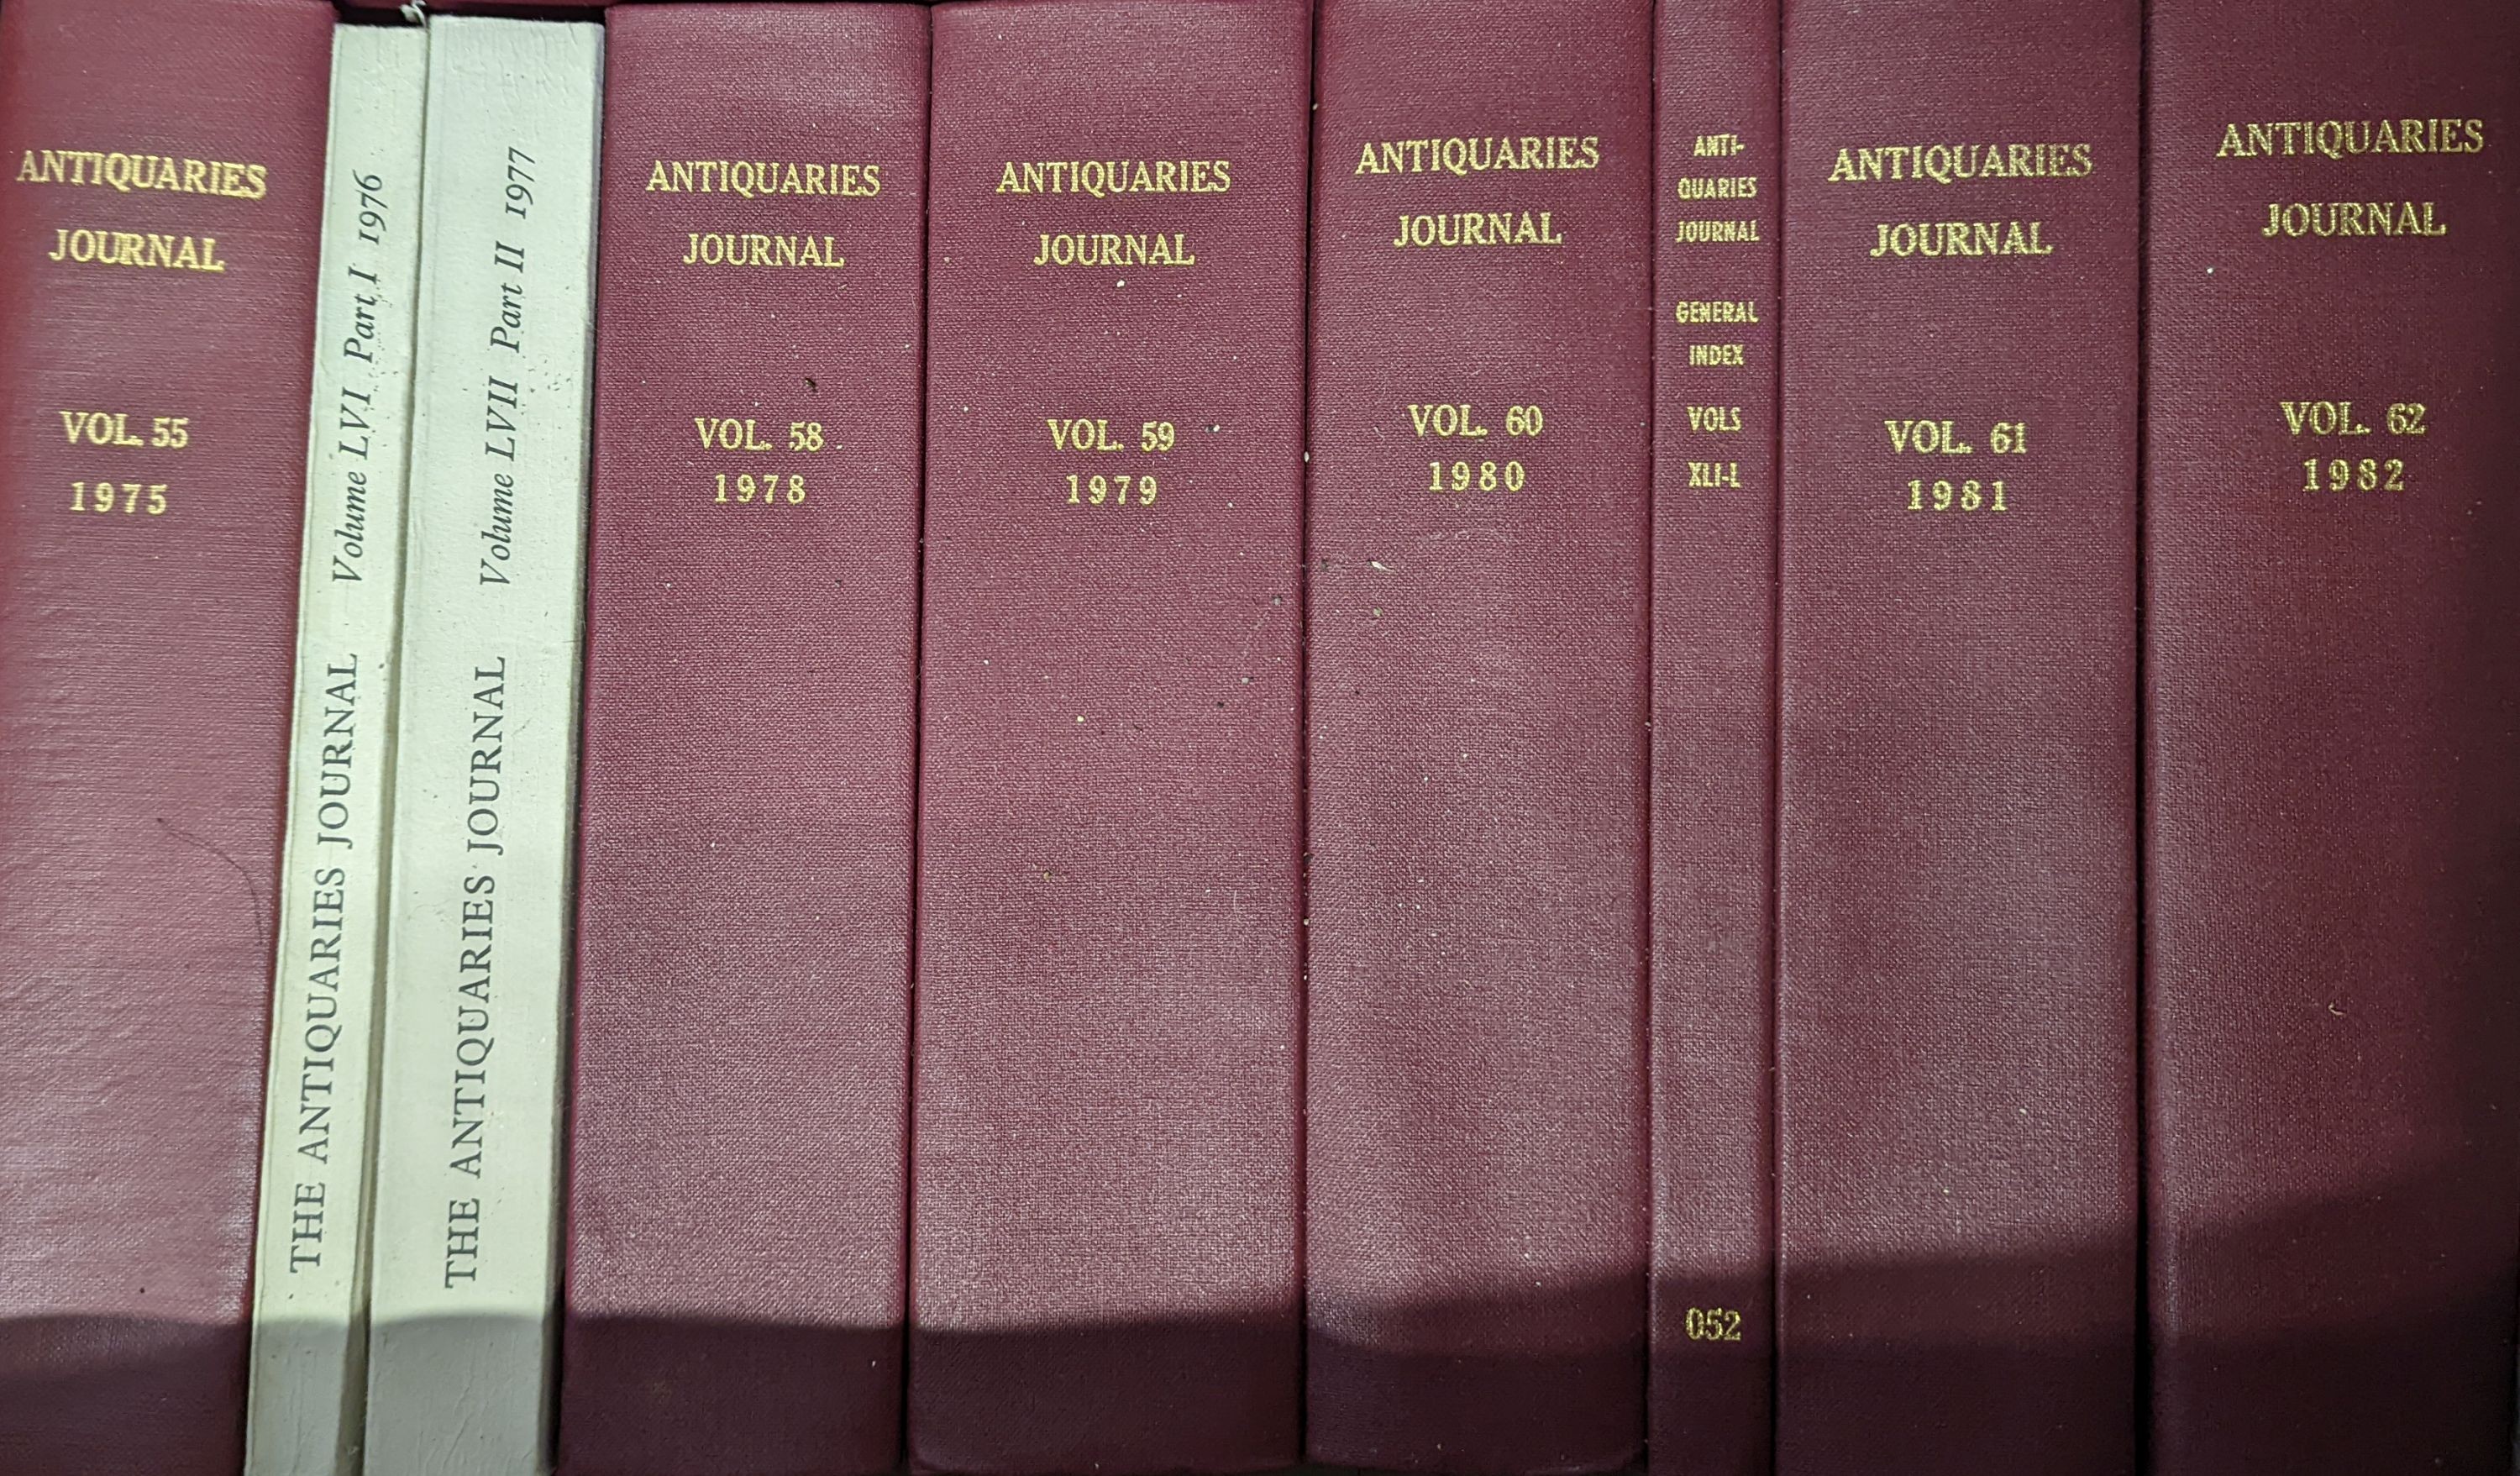 ANTIQUARIES
JOURNAL
VOL. 55
1975
THE ANTIQUARIES JOURNAL Volume LVI Part I 1976
THE ANTIQUARIES JOURNAL Volume LVII Part II 1977
ANTIQUARIES
JOURNAL
VOL. 58
1978
ANTIQUARIES
JOURNAL
VOL. 59
1979
ANTIQUARIES
JOURNAL
VOL. 60
1980
ANTI-
QUARIES
JOURNAL
GENERAL
INDEX
VOLS
XLI-L
052
ANTIQUARIES
JOURNAL
VOL. 61
1981
ANTIQUARIES
JOURNAL
VOL. 62
1982